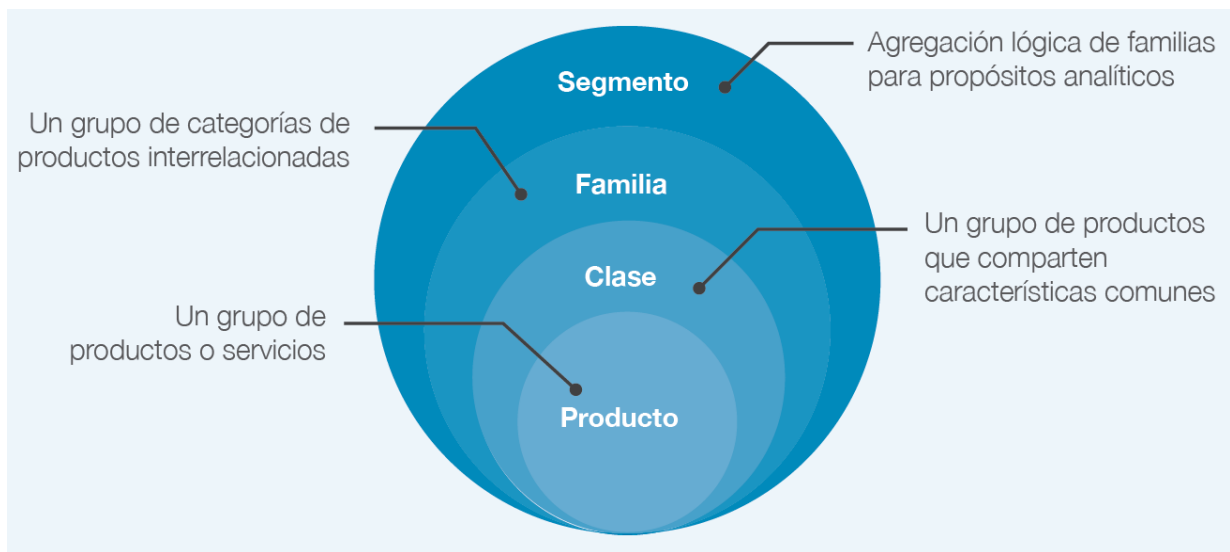 Segmento
Agregación lógica de familias
para propósitos analíticos
Un grupo de categorías de
productos interrelacionadas
Familia
Un grupo de productos
que comparten
características comunes
Clase
Un grupo de
productos o servicios
Producto